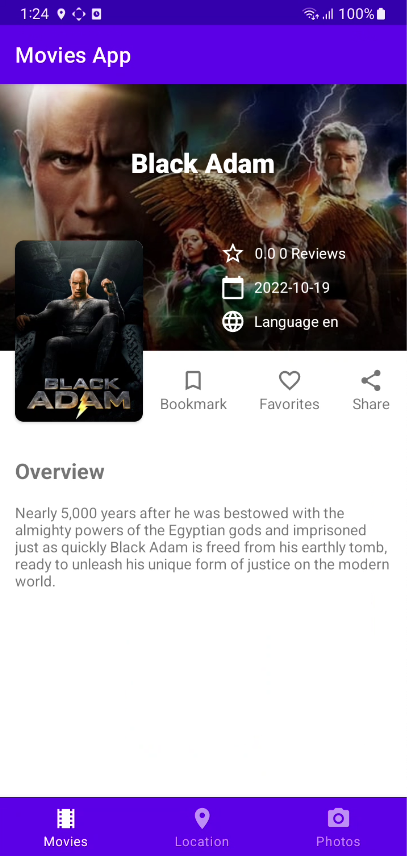 1:24 100%
Movies App
Black Adam
0.0 0 Reviews
2022-10-19
Language en
BLACK
ADAM
Bookmark Favorites Share
Overview
Nearly 5,000 years after he was bestowed with the
almighty powers of the Egyptian gods and imprisoned
just as quickly Black Adam is freed from his earthly tomb,
ready to unleash his unique form of justice on the modern
world.
Movies Location Photos